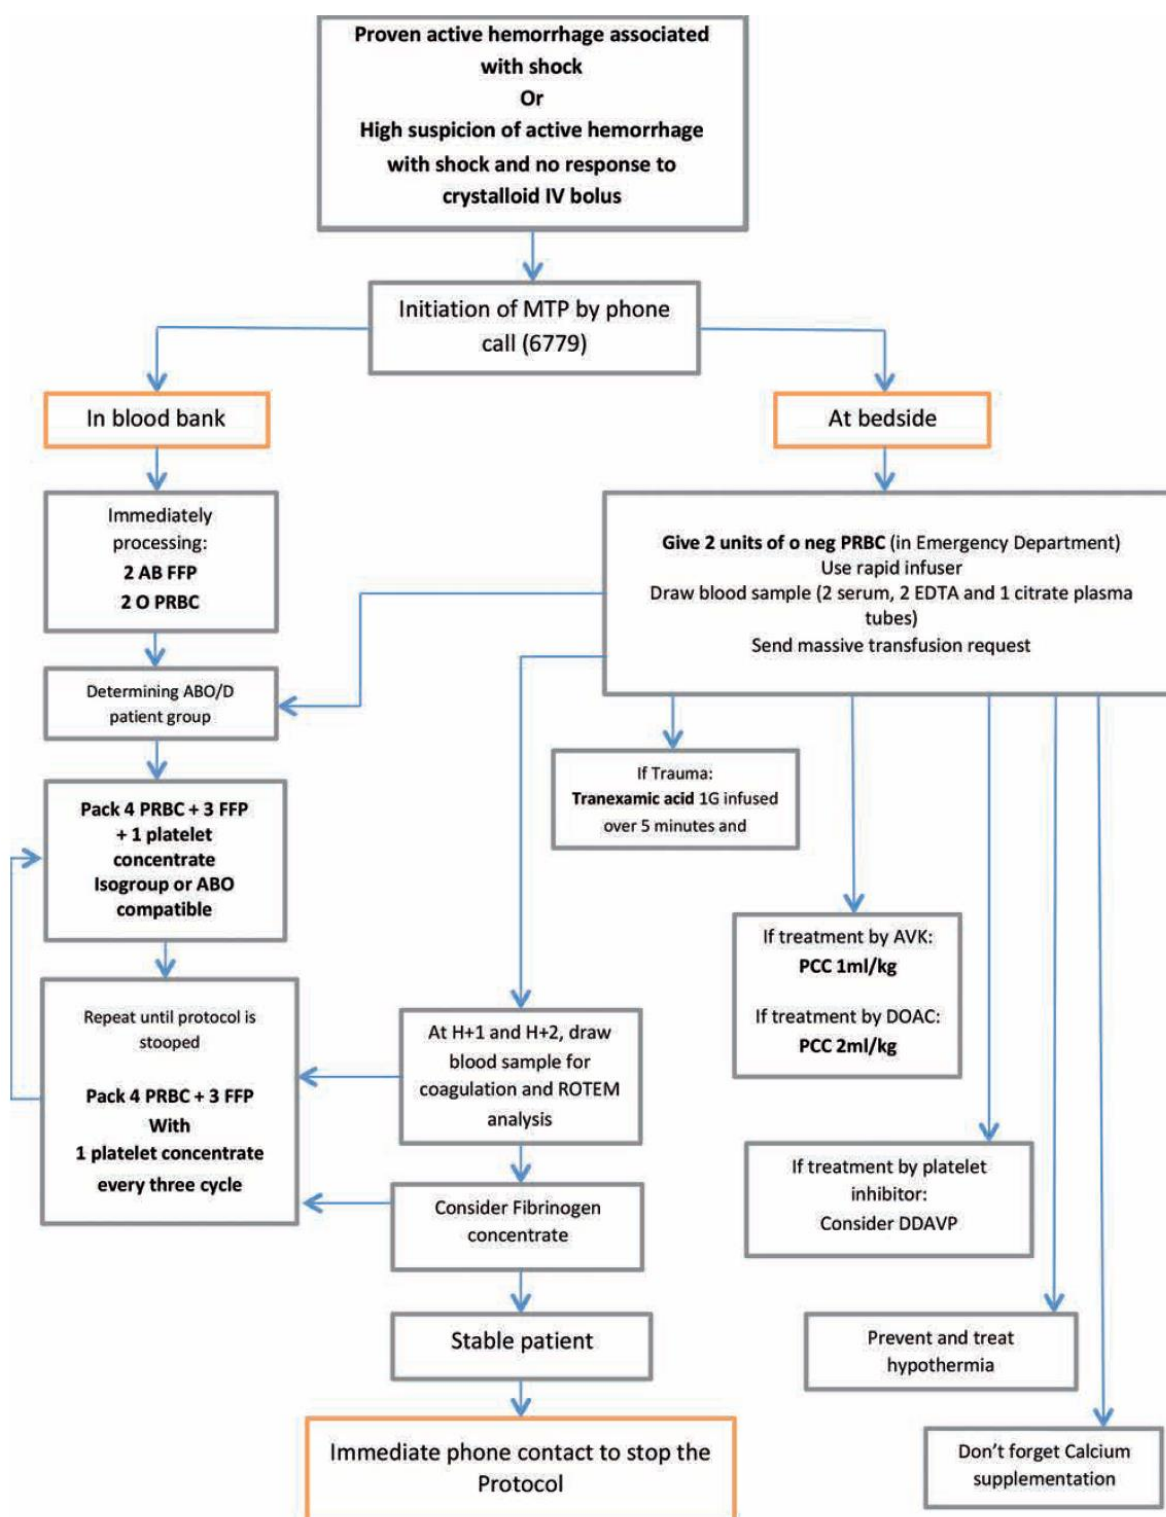 Proven active hemorrhage associated
with shock
Or
High suspicion of active hemorrhage
with shock and no response to
crystalloid IV bolus
Initiation of MTP by phone
call (6779)
In blood bank
At bedside
Immediately
processing:
2 AB FFP
2 O PRBC
Give 2 units of o neg PRBC (in Emergency Department)
Use rapid infuser
Draw blood sample (2 serum, 2 EDTA and 1 citrate plasma
tubes)
Send massive transfusion request
Determining ABO/D
patient group
If Trauma:
Tranexamic acid 1G infused
over 5 minutes and
Pack 4 PRBC + 3 FFP
+ 1 platelet
concentrate
Isogroup or ABO
compatible
If treatment by AVK:
PCC 1ml/kg
If treatment by DOAC:
PCC 2ml/kg
Repeat until protocol is
stooped
Pack 4 PRBC + 3 FFP
With
1 platelet concentrate
every three cycle
At H+1 and H+2, draw
blood sample for
coagulation and ROTEM
analysis
If treatment by platelet
inhibitor:
Consider DDAVP
Consider Fibrinogen
concentrate
Stable patient
Prevent and treat
hypothermia
Immediate phone contact to stop the
Protocol
Don't forget Calcium
supplementation